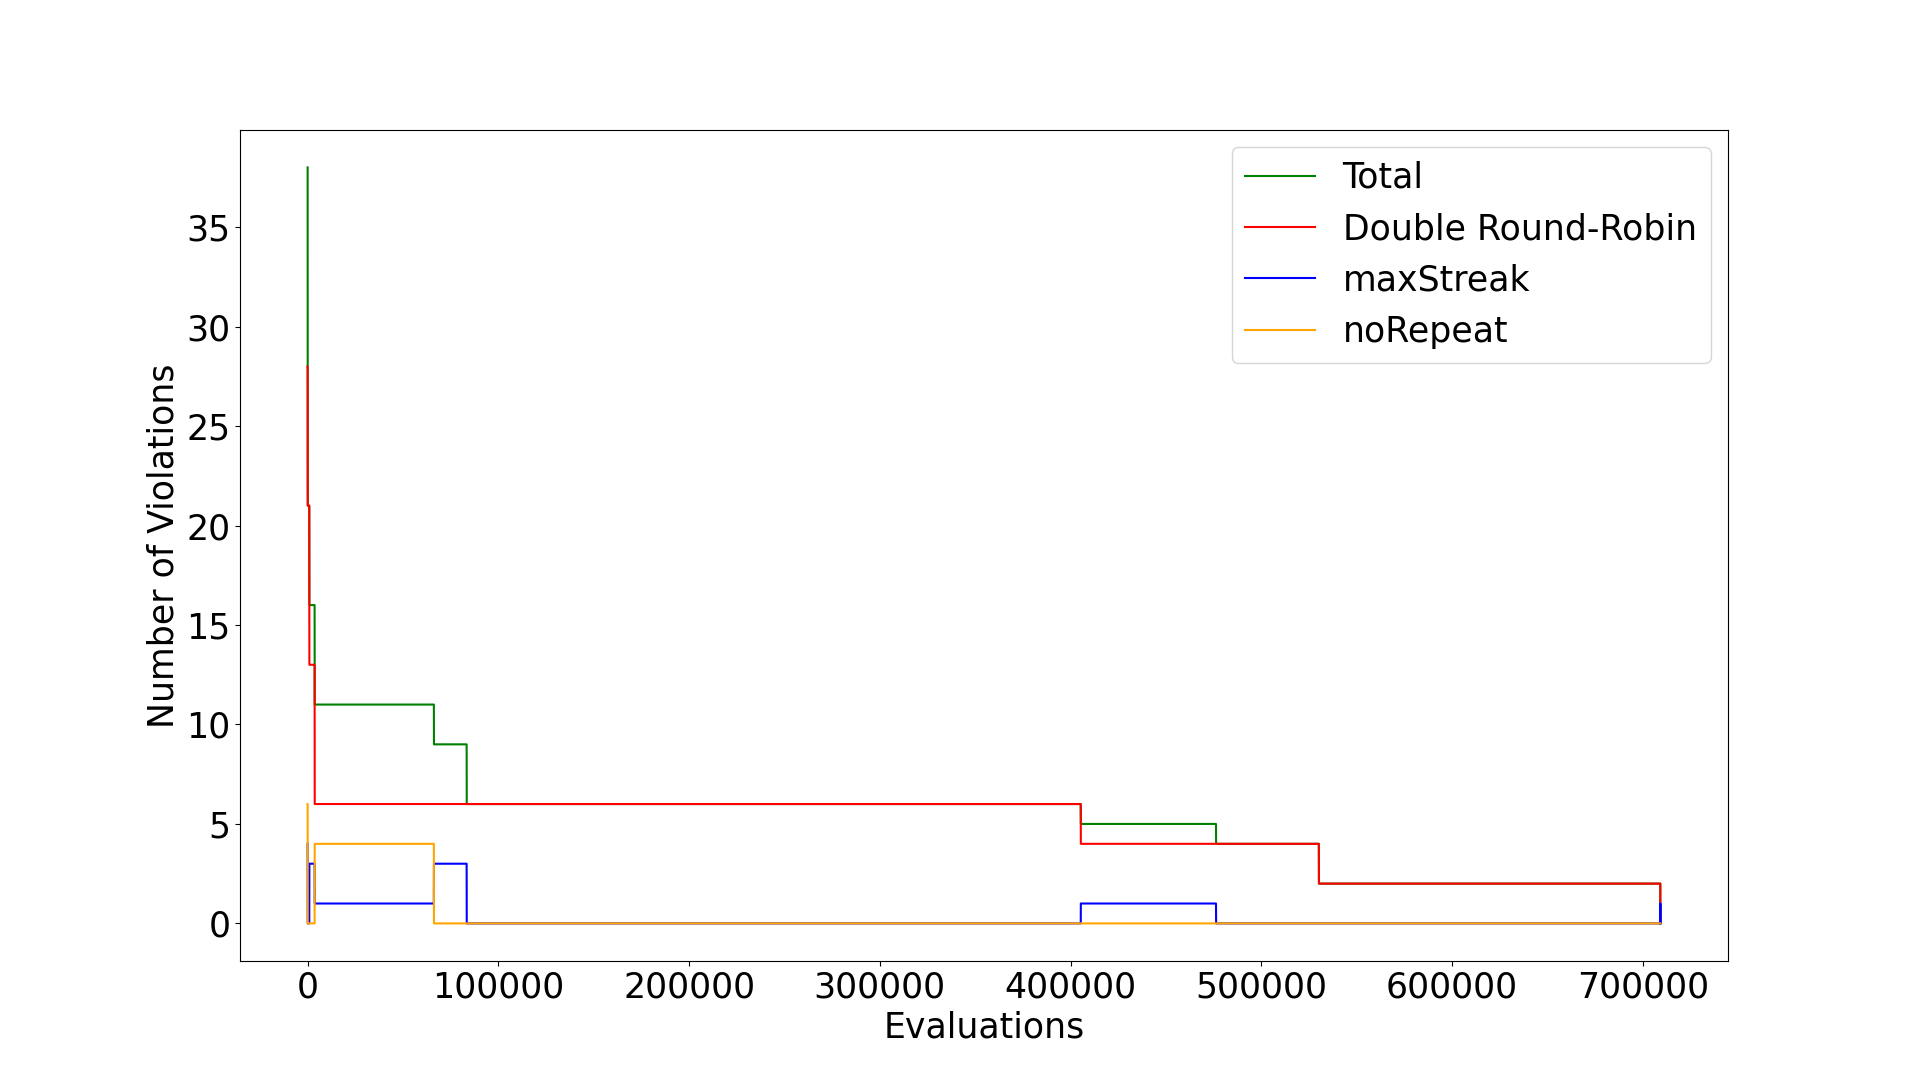 Total
Double Round-Robin
maxStreak
noRepeat
Number of Violations
35
30
25
20
15
10
5
0
0 100000 200000 300000 400000 500000 600000 700000
Evaluations